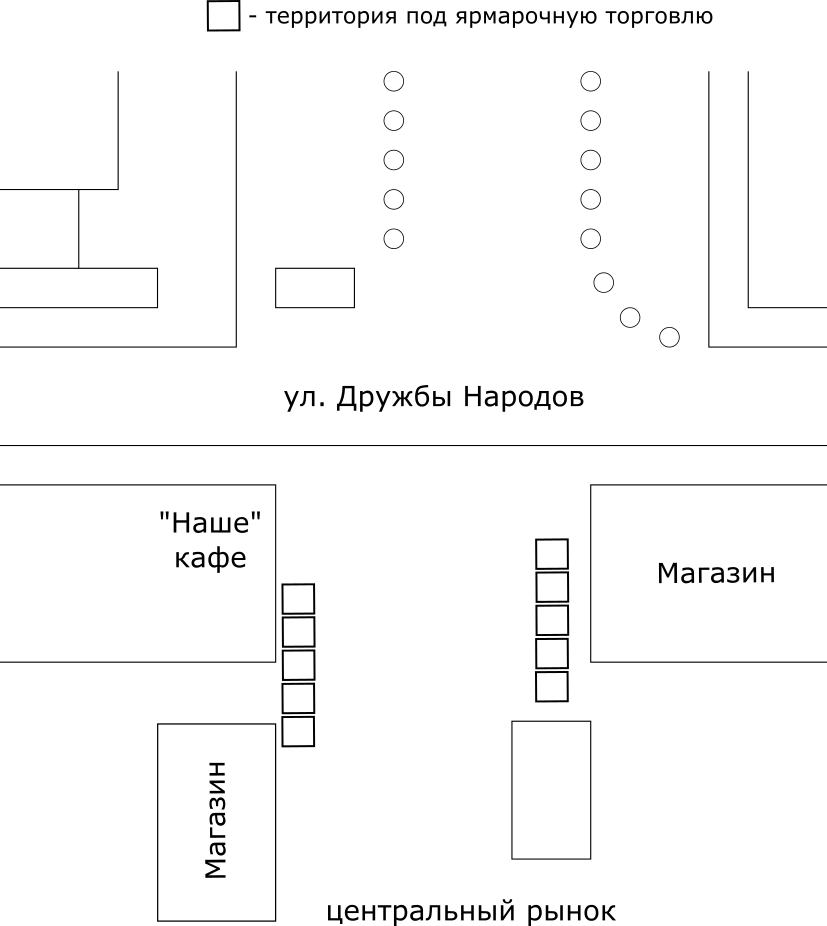 - территория под ярмарочную торговлю
ул. Дружбы Народов
"Наше"
кафе
Магазин
Магазин
центральный рынок